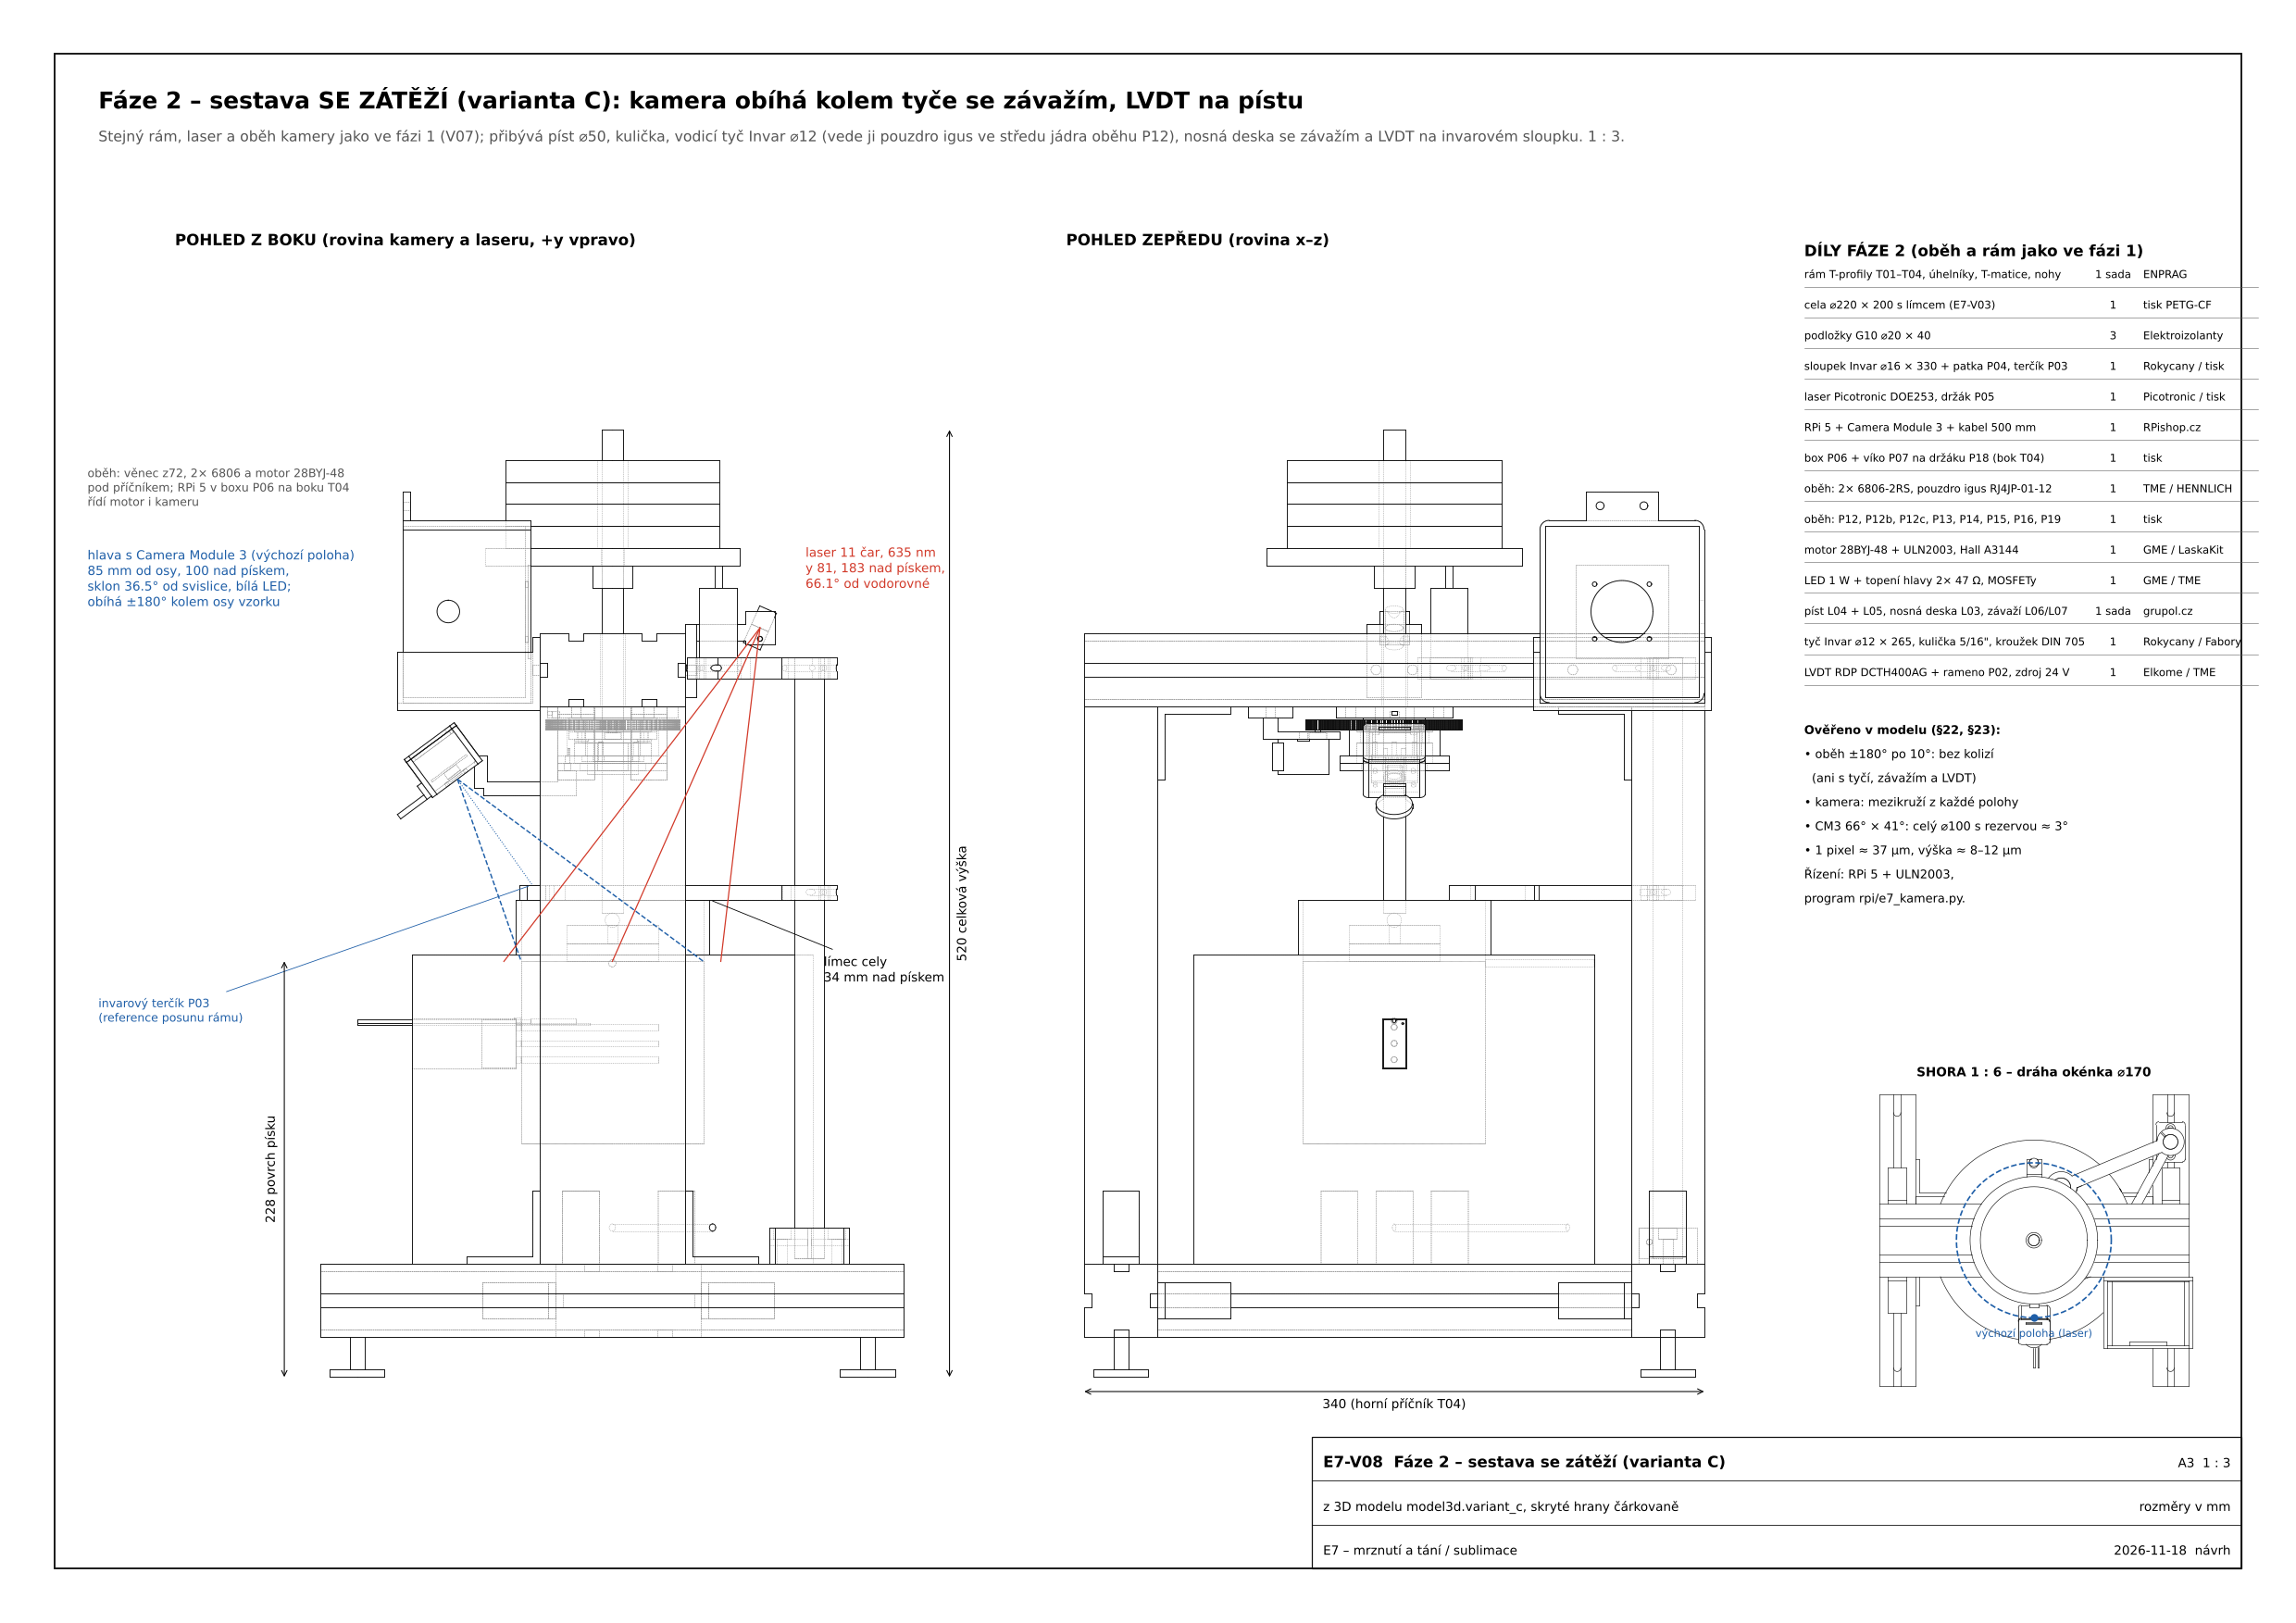 Fáze 2 – sestava SE ZÁTĚŽÍ (varianta C): kamera obíhá kolem tyče se závažím, LVDT na pístu
Stejný rám, laser a oběh kamery jako ve fázi 1 (V07); přibývá píst ⌀50, kulička, vodicí tyč Invar ⌀12 (vede ji pouzdro igus ve středu jádra oběhu P12), nosná deska se závažím a LVDT na invarovém sloupku. 1 : 3.
POHLED Z BOKU (rovina kamery a laseru, +y vpravo)
oběh: věnec z72, 2× 6806 a motor 28BYJ-48
pod příčníkem; RPi 5 v boxu P06 na boku T04
řídí motor i kameru
hlava s Camera Module 3 (výchozí poloha)
85 mm od osy, 100 nad pískem,
sklon 36.5° od svislice, bílá LED;
obíhá ±180° kolem osy vzorku
laser 11 čar, 635 nm
y 81, 183 nad pískem,
66.1° od vodorovné
520 celková výška
límec cely
34 mm nad pískem
invarový terčík P03
(reference posunu rámu)
228 povrch písku
POHLED ZEPŘEDU (rovina x–z)
340 (horní příčník T04)
DÍLY FÁZE 2 (oběh a rám jako ve fázi 1)
rám T-profily T01–T04, úhelníky, T-matice, nohy 1 sada ENPRAG
cela ⌀220 × 200 s límcem (E7-V03) 1 tisk PETG-CF
podložky G10 ⌀20 × 40 3 Elektroizolanty
sloupek Invar ⌀16 × 330 + patka P04, terčík P03 1 Rokycany / tisk
laser Picotronic DOE253, držák P05 1 Picotronic / tisk
RPi 5 + Camera Module 3 + kabel 500 mm 1 RPishop.cz
box P06 + víko P07 na držáku P18 (bok T04) 1 tisk
oběh: 2× 6806-2RS, pouzdro igus RJ4JP-01-12 1 TME / HENNLICH
oběh: P12, P12b, P12c, P13, P14, P15, P16, P19 1 tisk
motor 28BYJ-48 + ULN2003, Hall A3144 1 GME / LaskaKit
LED 1 W + topení hlavy 2× 47 Ω, MOSFETy 1 GME / TME
píst L04 + L05, nosná deska L03, závaží L06/L07 1 sada grupol.cz
tyč Invar ⌀12 × 265, kulička 5/16", kroužek DIN 705 1 Rokycany / Fabory
LVDT RDP DCTH400AG + rameno P02, zdroj 24 V 1 Elkome / TME
Ověřeno v modelu (§22, §23):
• oběh ±180° po 10°: bez kolizí
(ani s tyčí, závažím a LVDT)
• kamera: mezikruží z každé polohy
• CM3 66° × 41°: celý ⌀100 s rezervou ≈ 3°
• 1 pixel ≈ 37 µm, výška ≈ 8–12 µm
Řízení: RPi 5 + ULN2003,
program rpi/e7_kamera.py.
SHORA 1 : 6 – dráha okénka ⌀170
výchozí poloha (laser)
E7-V08 Fáze 2 – sestava se zátěží (varianta C) A3 1 : 3
z 3D modelu model3d.variant_c, skryté hrany čárkovaně rozměry v mm
E7 – mrznutí a tání / sublimace 2026-11-18 návrh